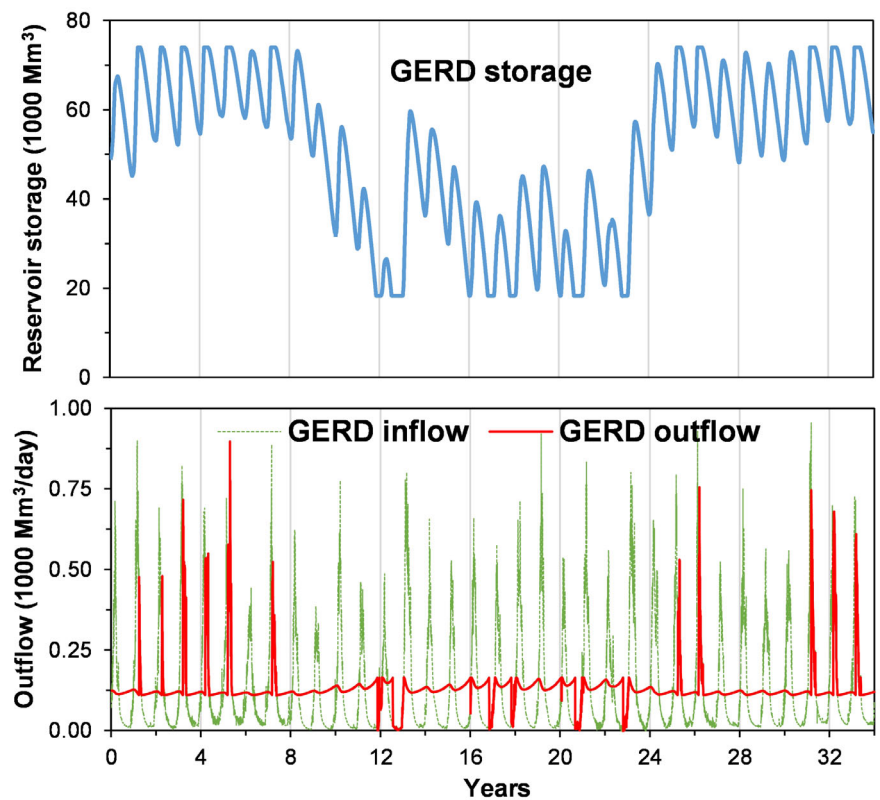 80
60
40
20
0
Reservoir storage (1000 Mm³)
GERD storage
1.00
0.75
0.50
0.25
0.00
Outflow (1000 Mm³/day)
GERD inflow GERD outflow
0 4 8 12 16 20 24 28 32
Years